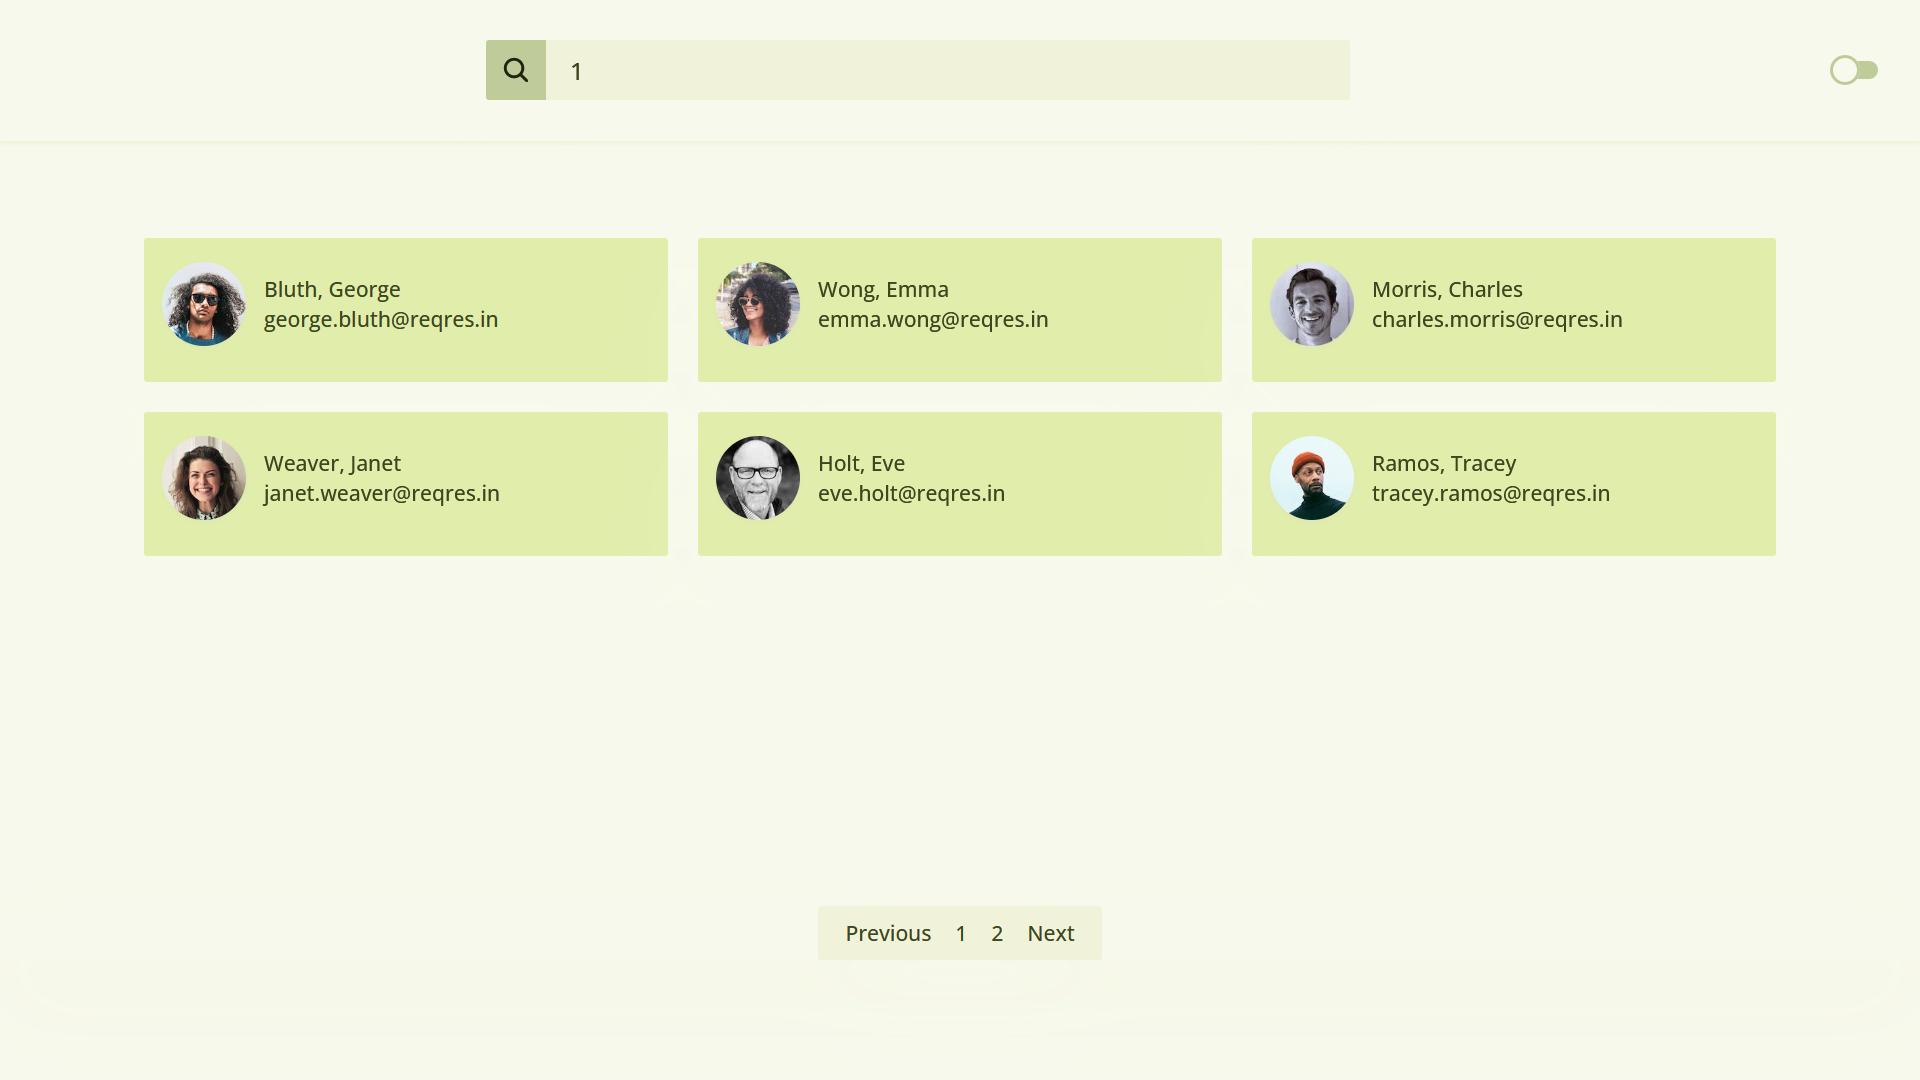 1
Bluth, George
george.bluth@reqres.in
Wong, Emma
emma.wong@reqres.in
Morris, Charles
charles.morris@reqres.in
Weaver, Janet
janet.weaver@reqres.in
Holt, Eve
eve.holt@reqres.in
Ramos, Tracey
tracey.ramos@reqres.in
Previous 1 2 Next